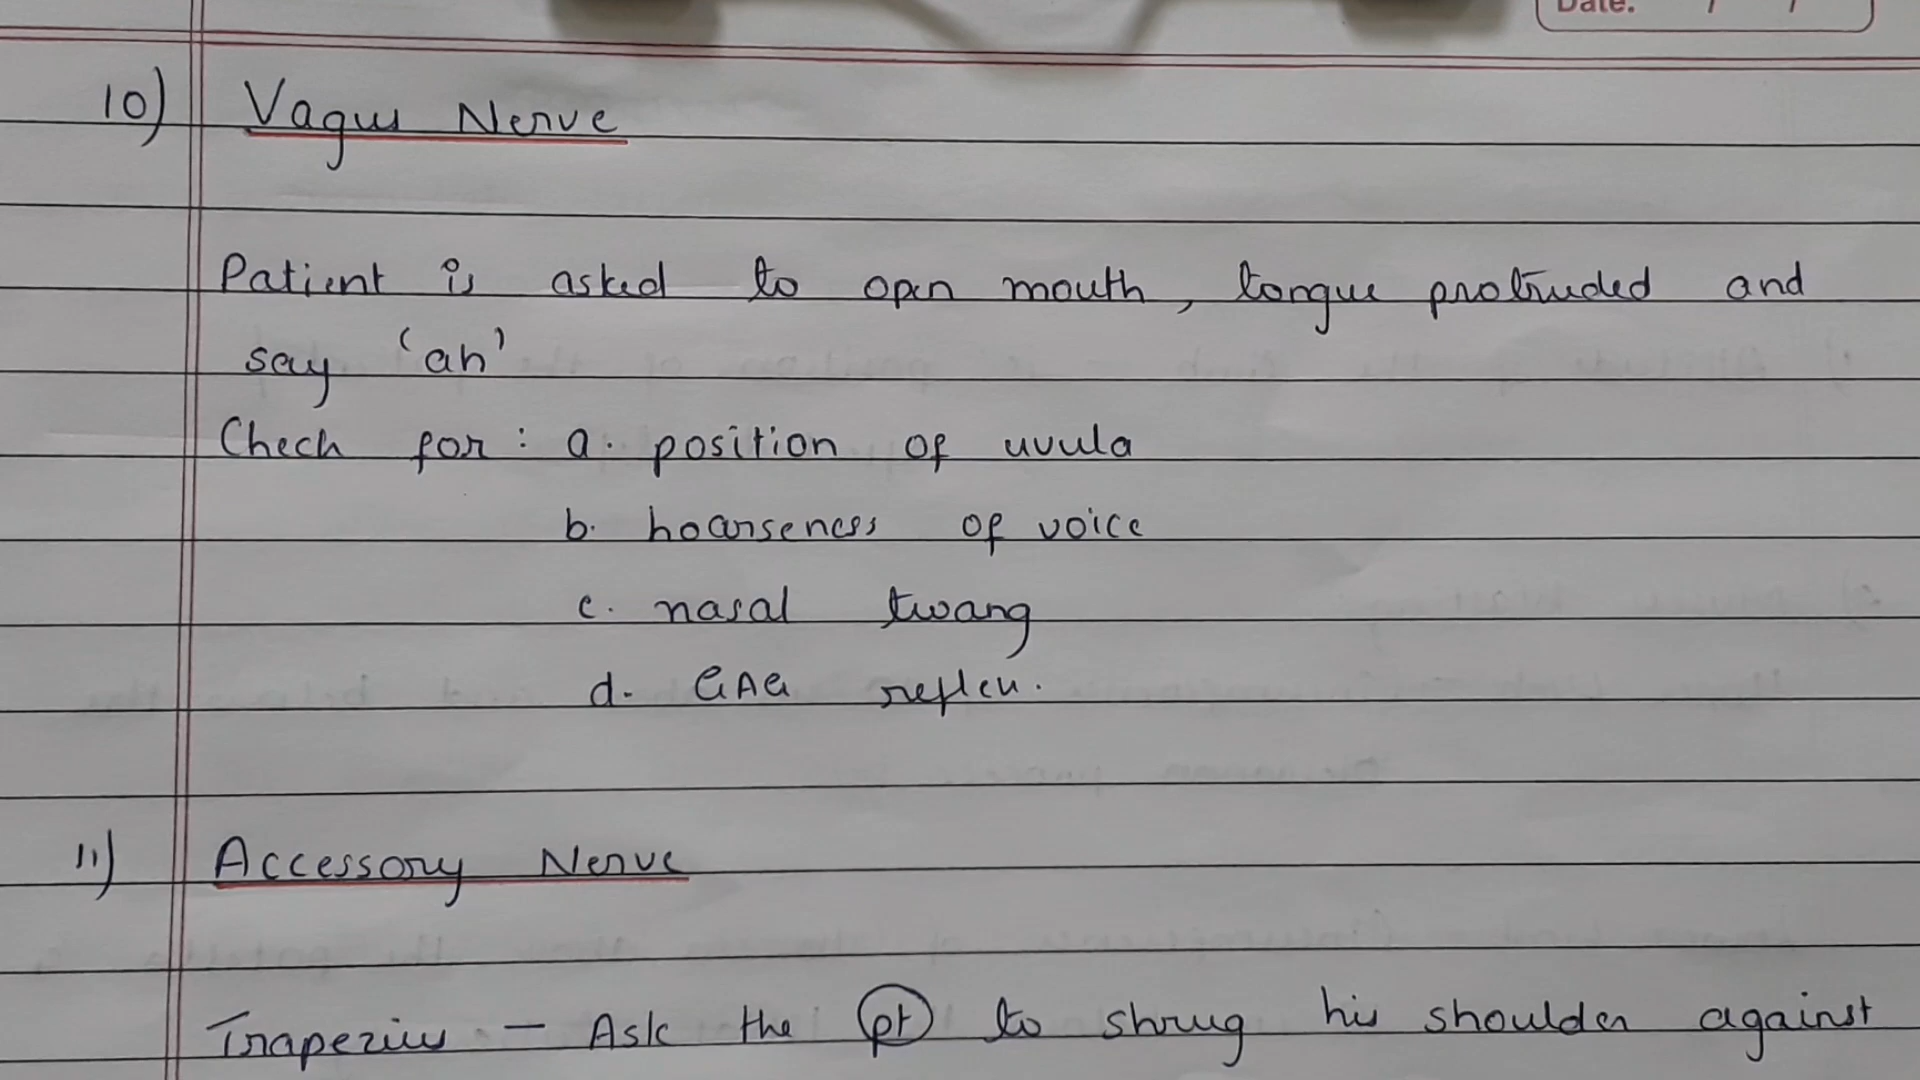 Date. / /
10) Vagus Nerve
Patient is asked to open mouth, tongue protruded and
say 'ah'
Check for : a. position of uvula
b. hoarseness of voice
c. nasal twang
d. GAG reflex.
11) Accessory Nerve
Trapezius - Ask the pt to shrug his shoulder against